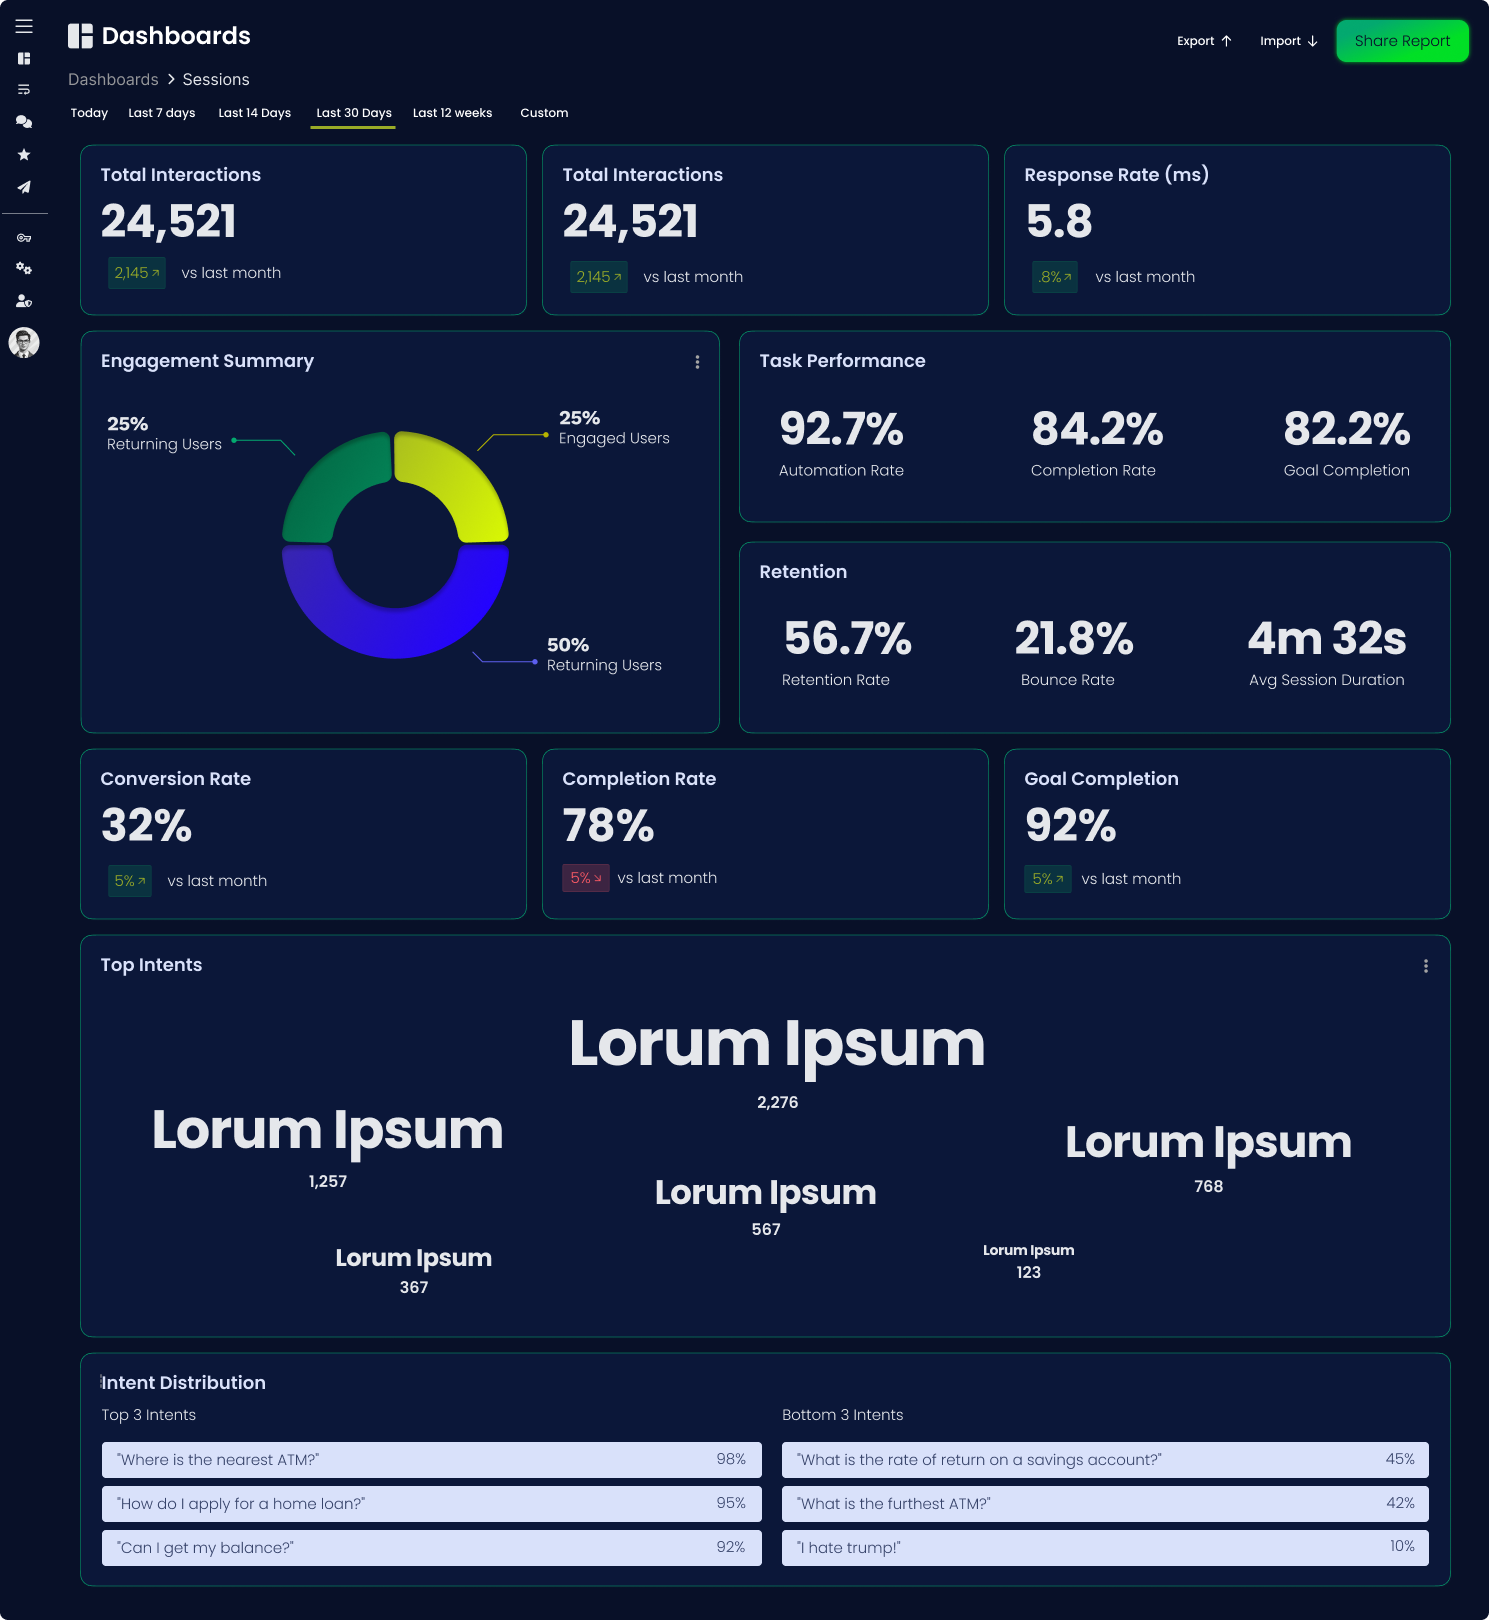 Dashboards
Export
Import
Share Report
Dashboards > Sessions
Today Last 7 days Last 14 Days Last 30 Days Last 12 weeks Custom
Total Interactions
24,521
2,145 vs last month
Total Interactions
24,521
2,145 vs last month
Response Rate (ms)
5.8
.8% vs last month
Engagement Summary
25%
Returning Users
25%
Engaged Users
50%
Returning Users
Task Performance
92.7%
Automation Rate
84.2%
Completion Rate
82.2%
Goal Completion
Retention
56.7%
Retention Rate
21.8%
Bounce Rate
4m 32s
Avg Session Duration
Conversion Rate
32%
5% vs last month
Completion Rate
78%
5% vs last month
Goal Completion
92%
5% vs last month
Top Intents
Lorum Ipsum
2,276
Lorum Ipsum
1,257
Lorum Ipsum
768
Lorum Ipsum
567
Lorum Ipsum
367
Lorum Ipsum
123
Intent Distribution
Top 3 Intents
"Where is the nearest ATM?" 98%
"How do I apply for a home loan?" 95%
"Can I get my balance?" 92%
Bottom 3 Intents
"What is the rate of return on a savings account?" 45%
"What is the furthest ATM?" 42%
"I hate trump!" 10%